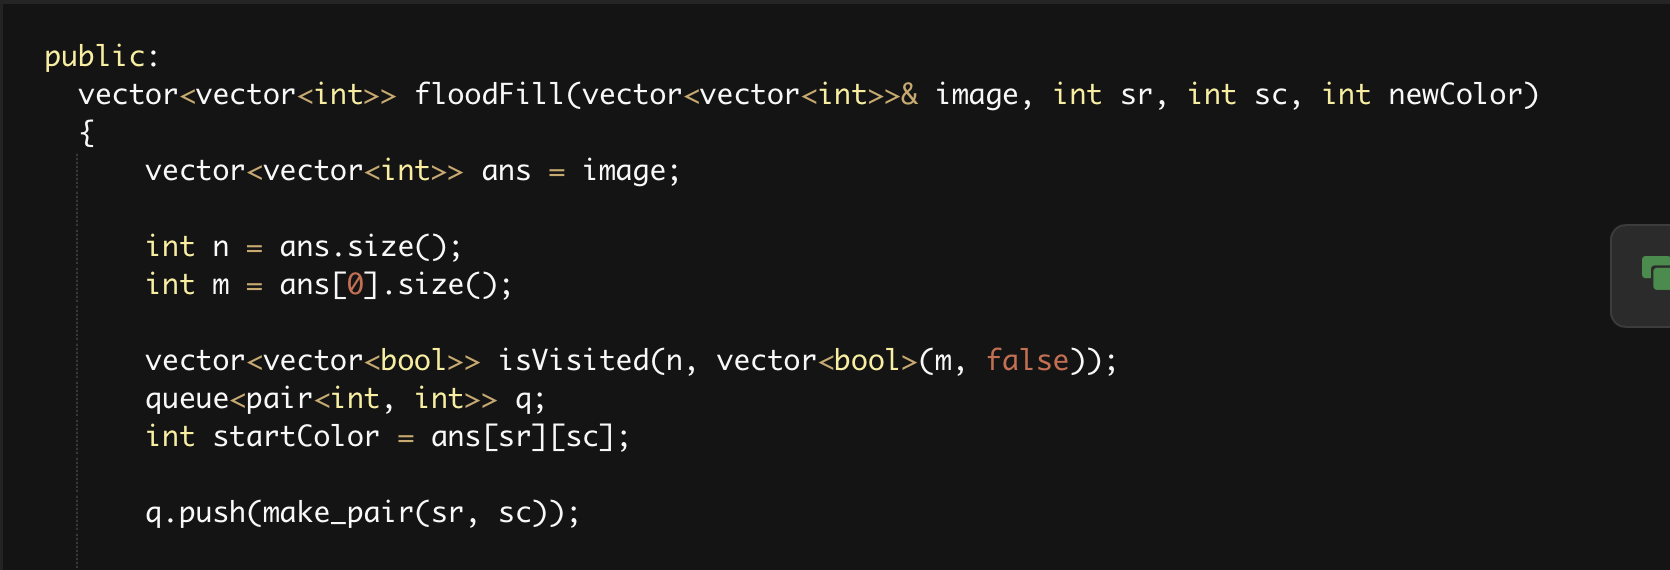 public:
vector<vector<int>> floodFill(vector<vector<int>>& image, int sr, int sc, int newColor)
{
vector<vector<int>> ans = image;
int n = ans.size();
int m = ans[0].size();
vector<vector<bool>> isVisited(n, vector<bool>(m, false));
queue<pair<int, int>> q;
int startColor = ans[sr][sc];
q.push(make_pair(sr, sc));